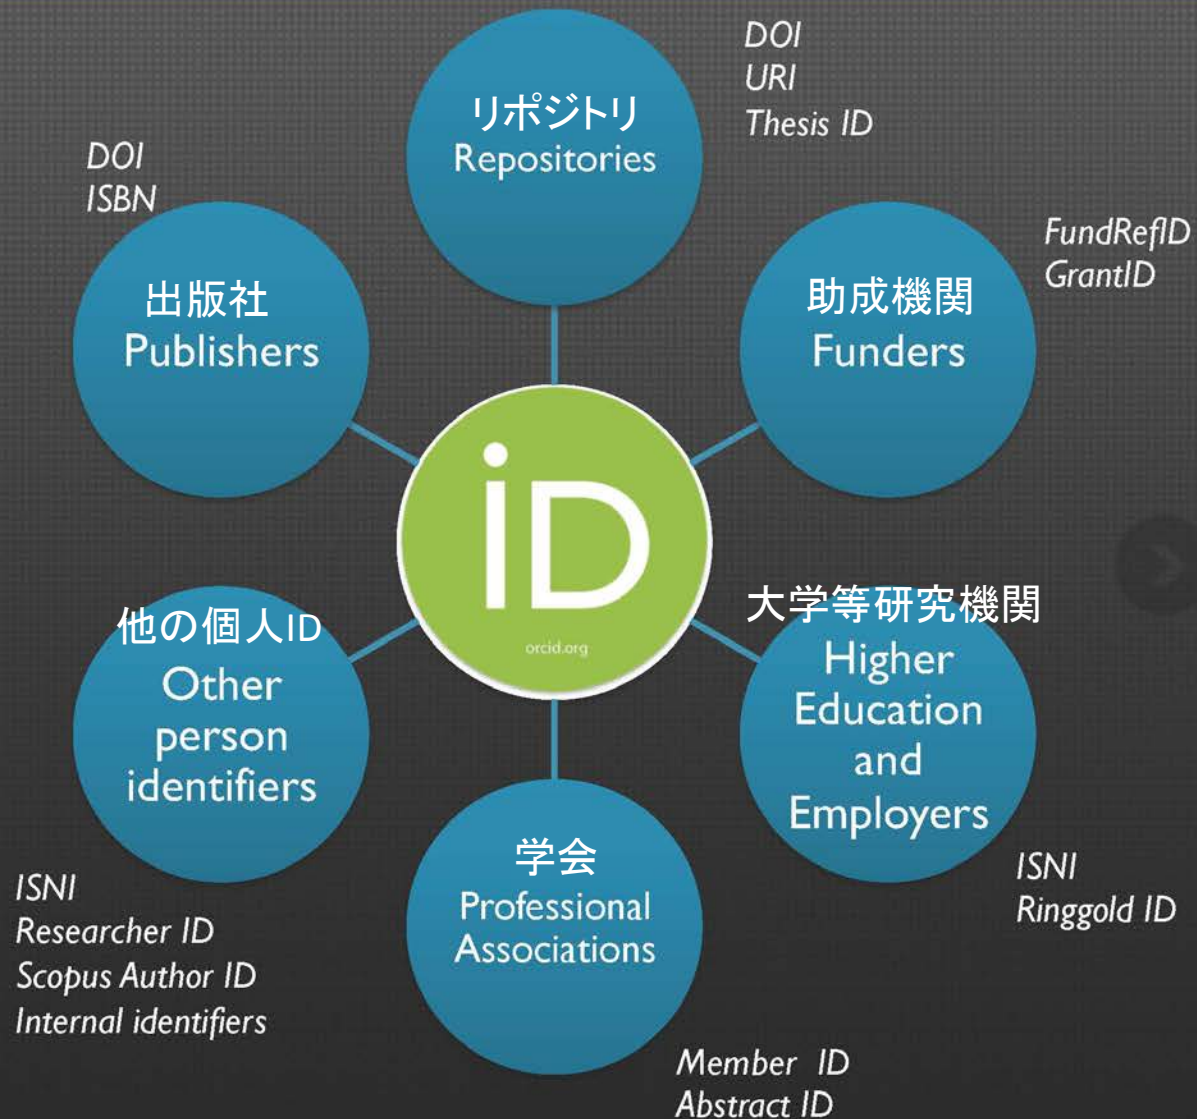 DOI
URI
Thesis ID
リポジトリ
Repositories
DOI
ISBN
出版社
Publishers
FundRefID
GrantID
助成機関
Funders
iD
orcid.org
他の個人ID
Other
person
identifiers
大学等研究機関
Higher
Education
and
Employers
ISNI
Researcher ID
Scopus Author ID
Internal identifiers
学会
Professional
Associations
ISNI
Ringgold ID
Member ID
Abstract ID